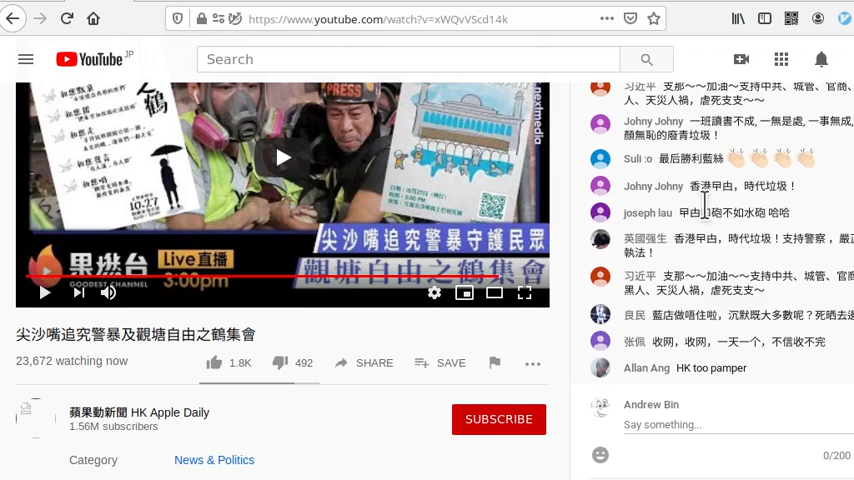 https://www.youtube.com/watch?v=xWQvVScd14k
YouTube JP
Search
PRESS
nextmedia
10.27
果燃台
GOODEST CHANNEL
Live直播
3:00pm
尖沙嘴追究警暴守護民眾
觀塘自由之鶴集會
尖沙嘴追究警暴及觀塘自由之鶴集會
23,672 watching now
1.8K
492
SHARE
SAVE
蘋果動新聞 HK Apple Daily
1.56M subscribers
SUBSCRIBE
Category
News & Politics
习近平 支那～～加油～支持中共、城管、官商、
人、天災人禍，虐死支支～～
Johny Johny 一班讀書不成, 一無是處, 一事無成,
顏無恥的廢青垃圾！
Suli :o 最后勝利藍絲
Johny Johny 香港曱甴，時代垃圾！
joseph lau 曱甴砲不如水砲 哈哈
英國强生 香港曱甴，時代垃圾！支持警察，嚴正
執法！
习近平 支那～～加油～支持中共、城管、官商
黑人、天災人禍，虐死支支～～
良民 藍店做唔住啦，沉默既大多數呢？死晒去邊
张佩 收网，收网，一天一个，不信收不完
Allan Ang HK too pamper
Andrew Bin
Say something...
0/200